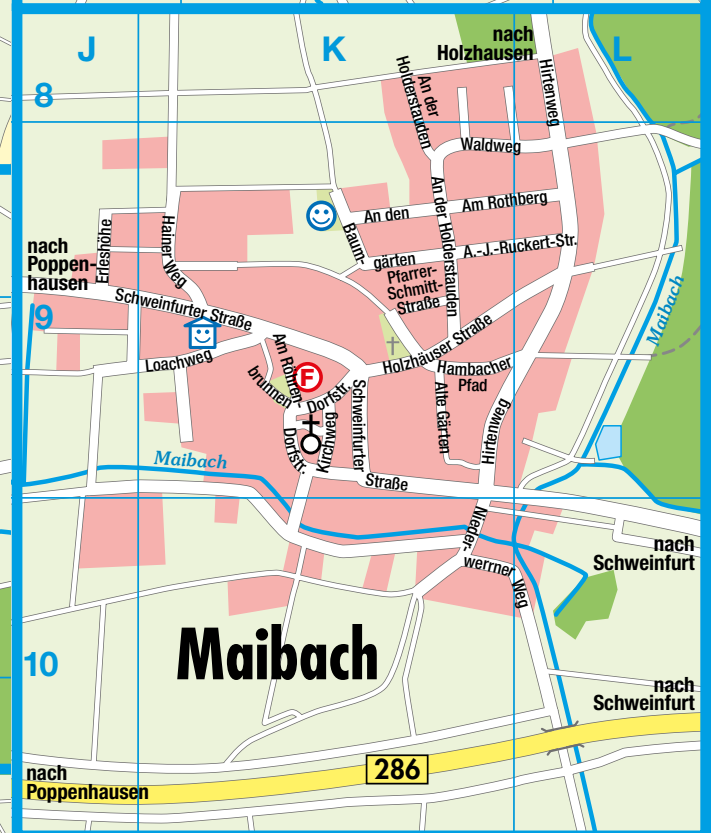 J
K
L
8
9
10
nach
Holzhausen
Hirtenweg
An der
Holderstauden
Waldweg
An der Holderstauden
Am Rothberg
An den
Baum-
gärten
A.-J.-Ruckert-Str.
Pfarrer-
Schmitt-
Straße
Erleshöhe
Hainer Weg
nach
Poppen-
hausen
Schweinfurter Straße
Loachweg
Am Röhren-
brunnen
F
Dorfstr.
Dorfstr.
Kirchweg
Schweinfurter
Straße
Holzhäuser Straße
Hambacher
Pfad
Alte Gärten
Hirtenweg
Maibach
Maibach
Nieder-
werrner
Weg
nach
Schweinfurt
Maibach
nach
Schweinfurt
286
nach
Poppenhausen